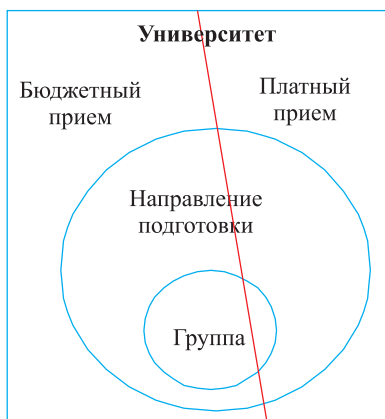 Университет
Бюджетный
прием
Платный
прием
Направление
подготовки
Группа